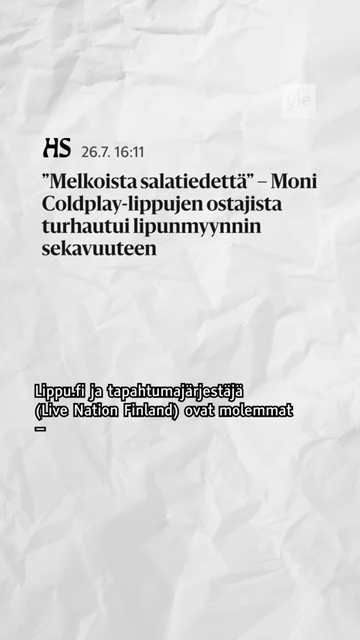 yle
HS 26.7. 16:11
”Melkoista salatiedettä” – Moni
Coldplay-lippujen ostajista
turhautui lipunmyynnin
sekavuuteen
Lippu.fi ja tapahtumajärjestäjä
(Live Nation Finland) ovat molemmat
–